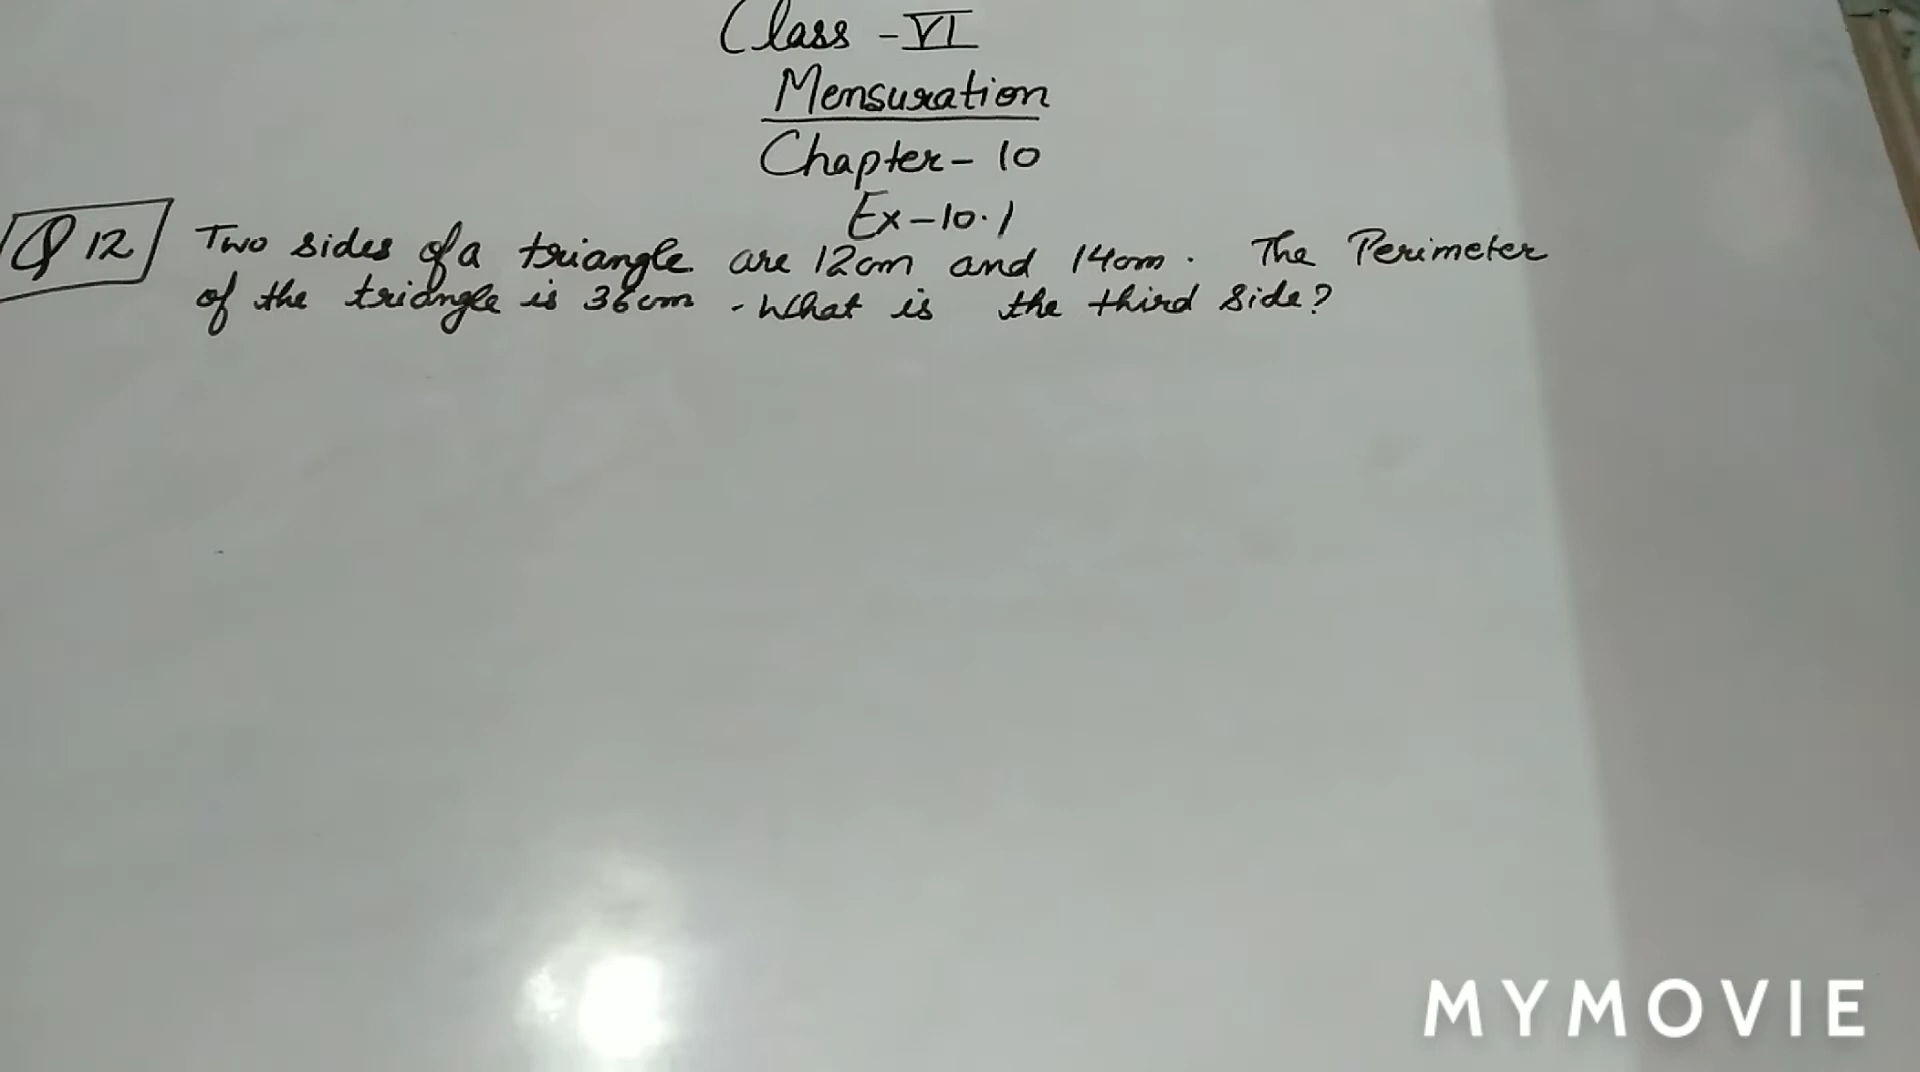 Class - VI
Mensuration
Chapter - 10
Ex - 10.1
Q 12 Two sides of a triangle are 12cm and 14cm. The Perimeter
of the triangle is 36cm. What is the third side?
MYMOVIE